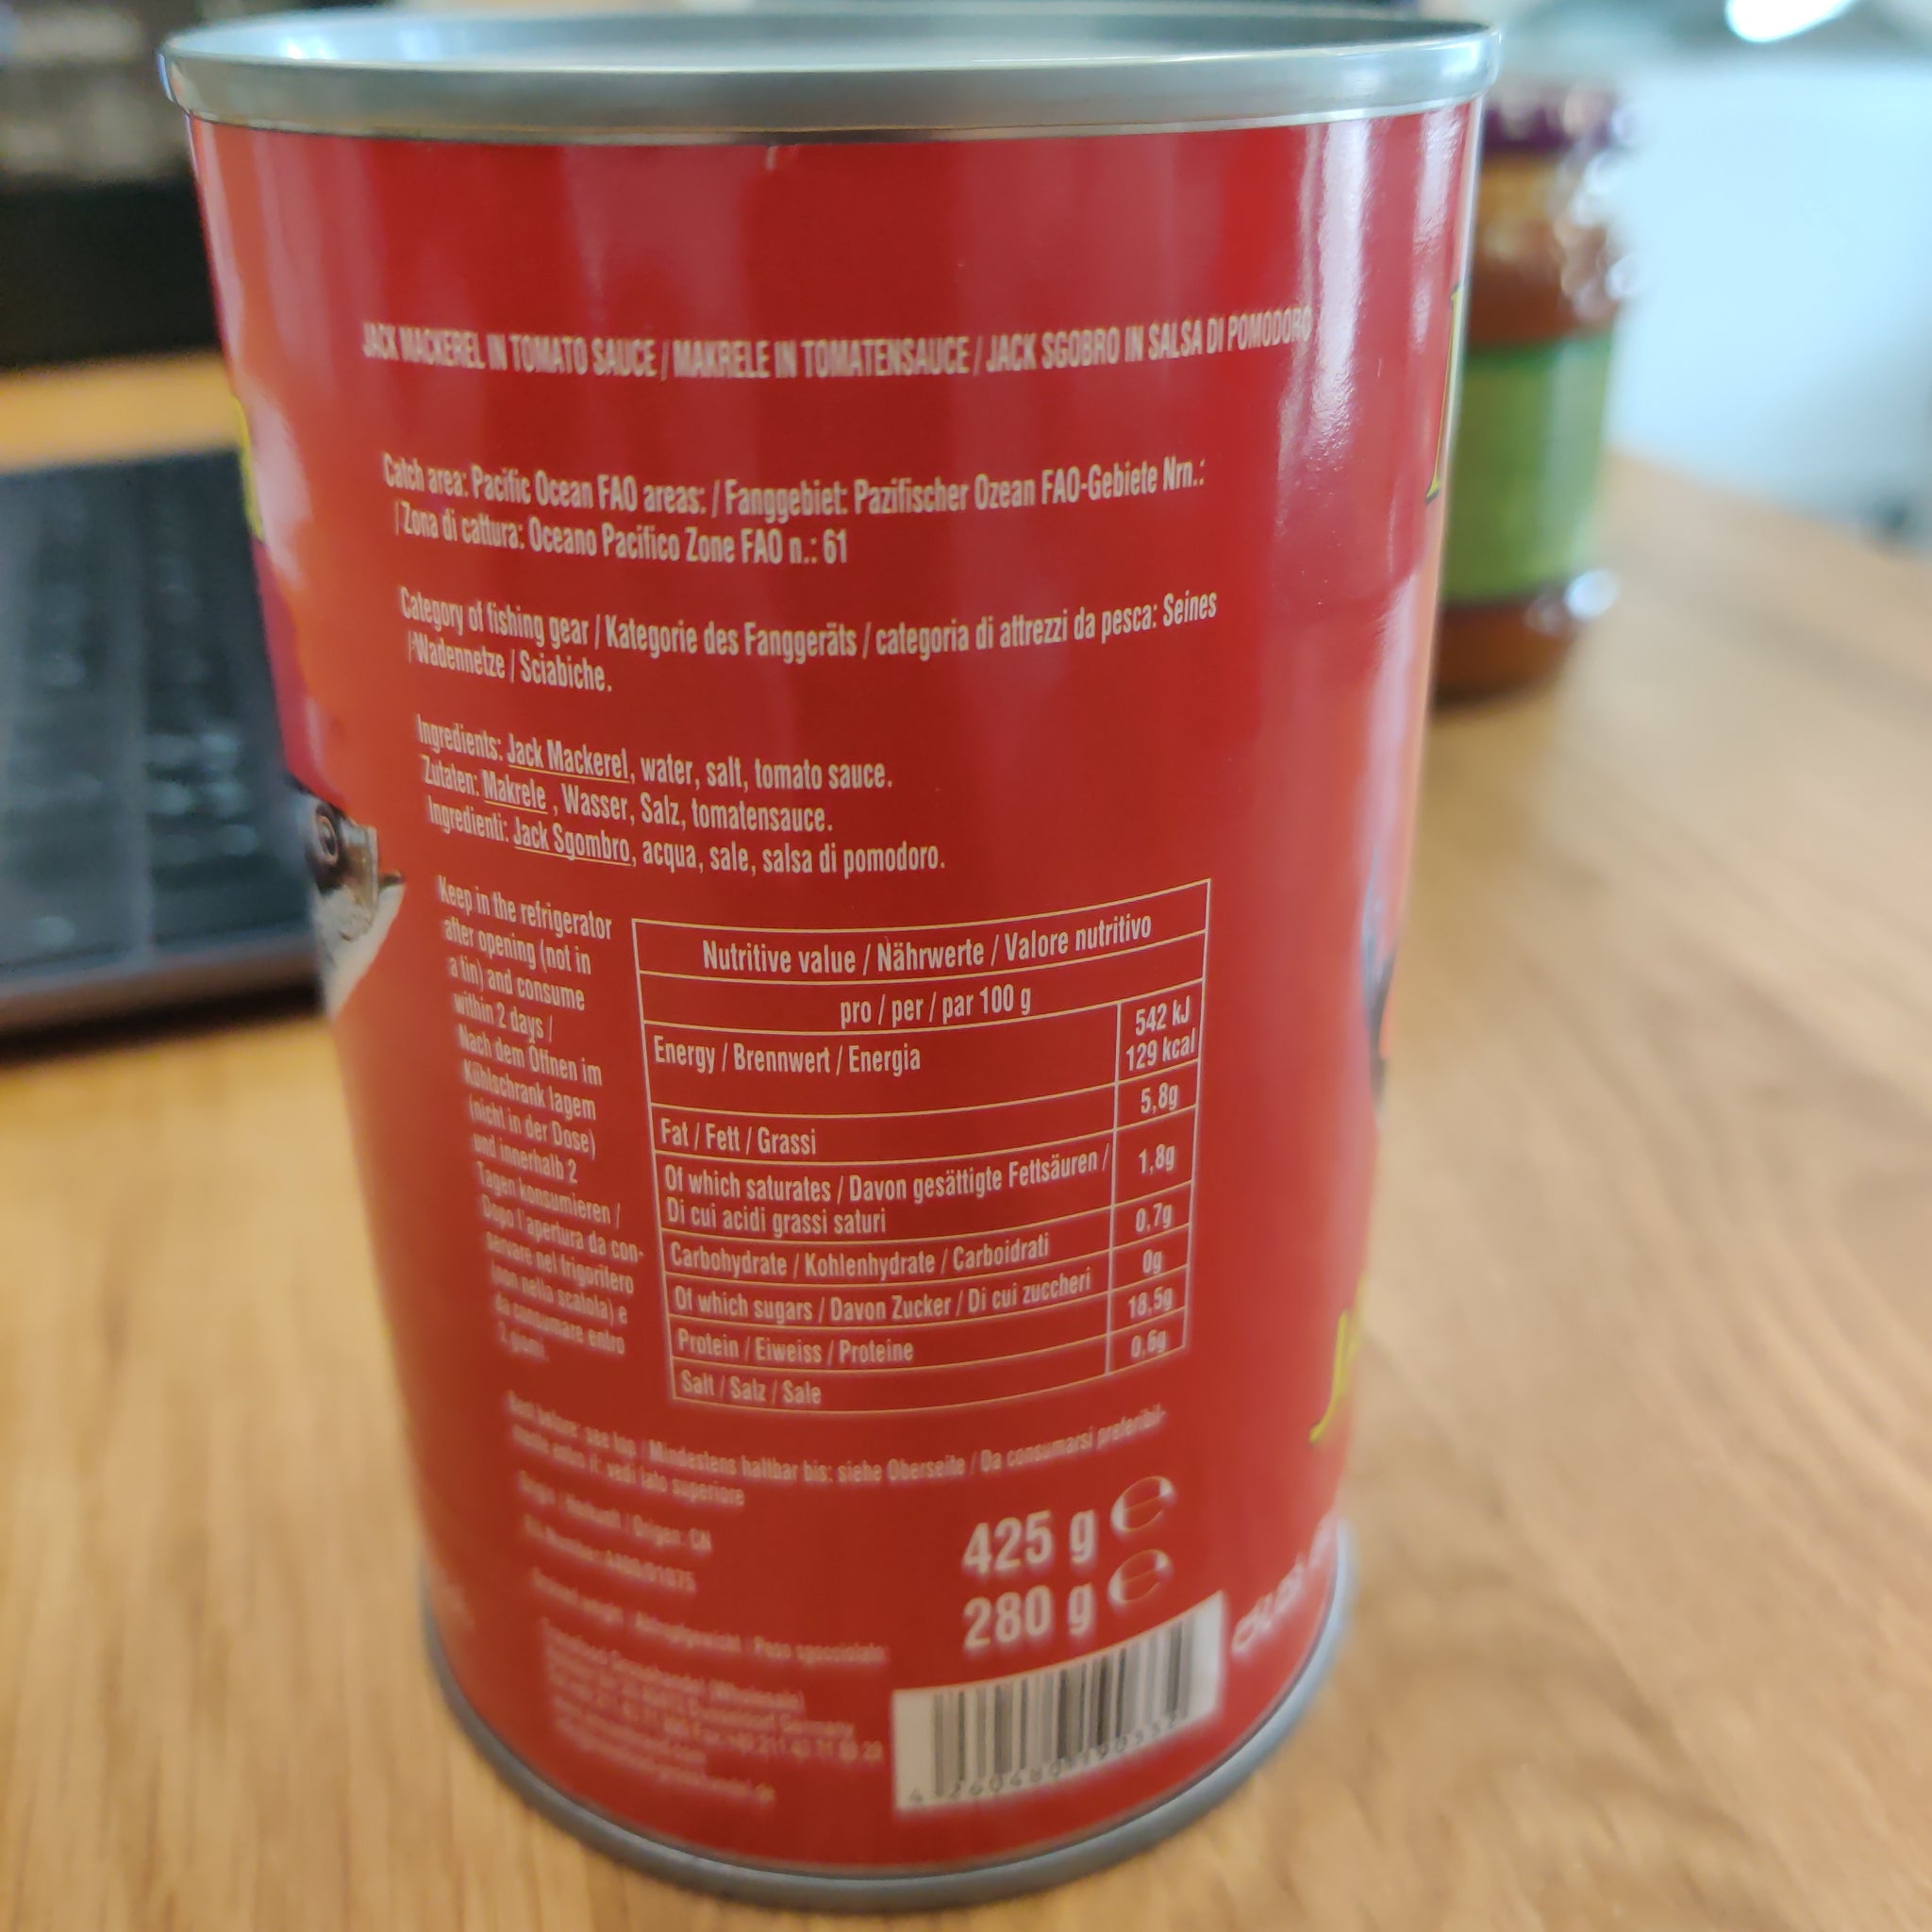 JACK MACKEREL IN TOMATO SAUCE / MAKRELE IN TOMATENSAUCE / JACK SGOBRO IN SALSA DI POMODORO
Catch area: Pacific Ocean FAO areas: / Fanggebiet: Pazifischer Ozean FAO-Gebiete Nrn.:
/ Zona di cattura: Oceano Pacifico Zone FAO n.: 61
Category of fishing gear / Kategorie des Fanggeräts / categoria di attrezzi da pesca: Seines
/ Wadennetze / Sciabiche.
Ingredients: Jack Mackerel, water, salt, tomato sauce.
Zutaten: Makrele , Wasser, Salz, tomatensauce.
Ingredienti: Jack Sgombro, acqua, sale, salsa di pomodoro.
Keep in the refrigerator
after opening (not in
a tin) and consume
within 2 days /
Nach dem Öffnen im
Kühlschrank lagern
(nicht in der Dose)
und innerhalb 2
Tagen konsumieren /
Dopo l'apertura da con-
servare nel frigorifero
(non nella scatola) e
da consumare entro
2 giorni.
Nutritive value / Nährwerte / Valore nutritivo
pro / per / par 100 g
Energy / Brennwert / Energia 542 kJ
129 kcal
Fat / Fett / Grassi 5,8g
Of which saturates / Davon gesättigte Fettsäuren / 1,8g
Di cui acidi grassi saturi
Carbohydrate / Kohlenhydrate / Carboidrati 0,7g
Of which sugars / Davon Zucker / Di cui zuccheri 0g
Protein / Eiweiss / Proteine 18,5g
Salt / Salz / Sale 0,6g
Best before: see top / Mindestens haltbar bis: siehe Oberseite / Da consumarsi preferibil-
mente entro il: vedi lato superiore
425 g e
280 g e